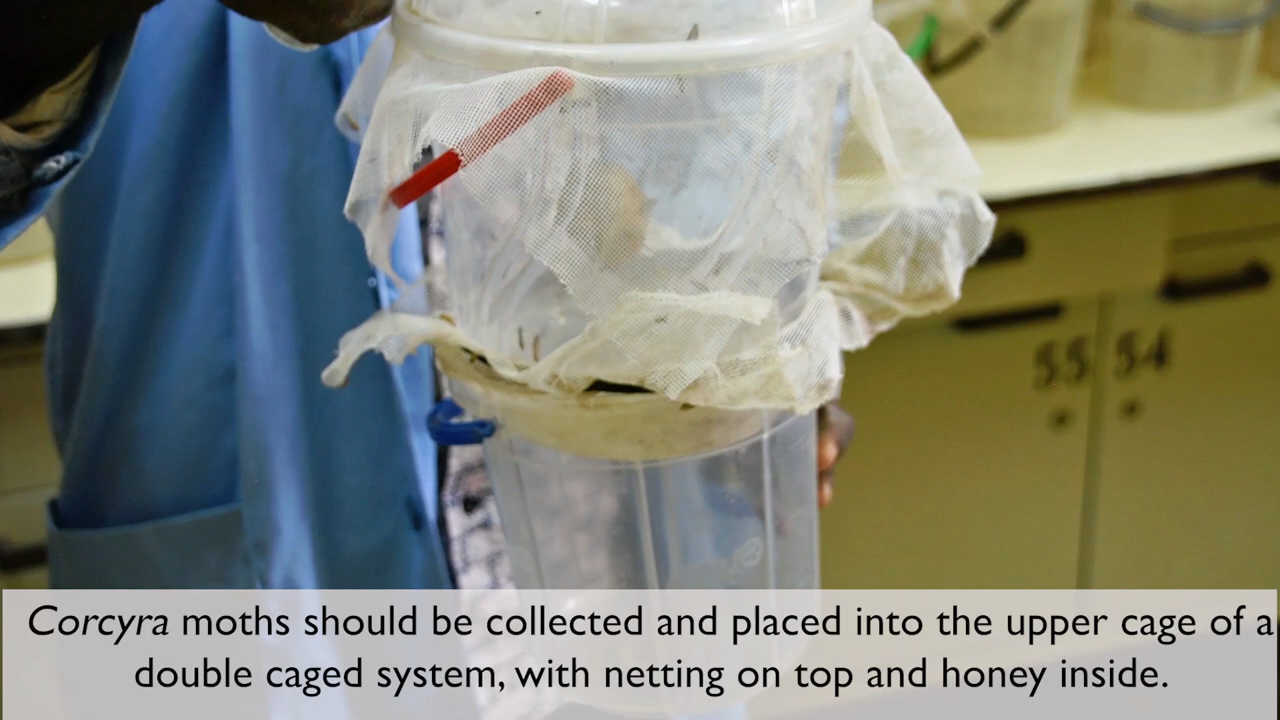 55 54
Corcyra moths should be collected and placed into the upper cage of a
double caged system, with netting on top and honey inside.